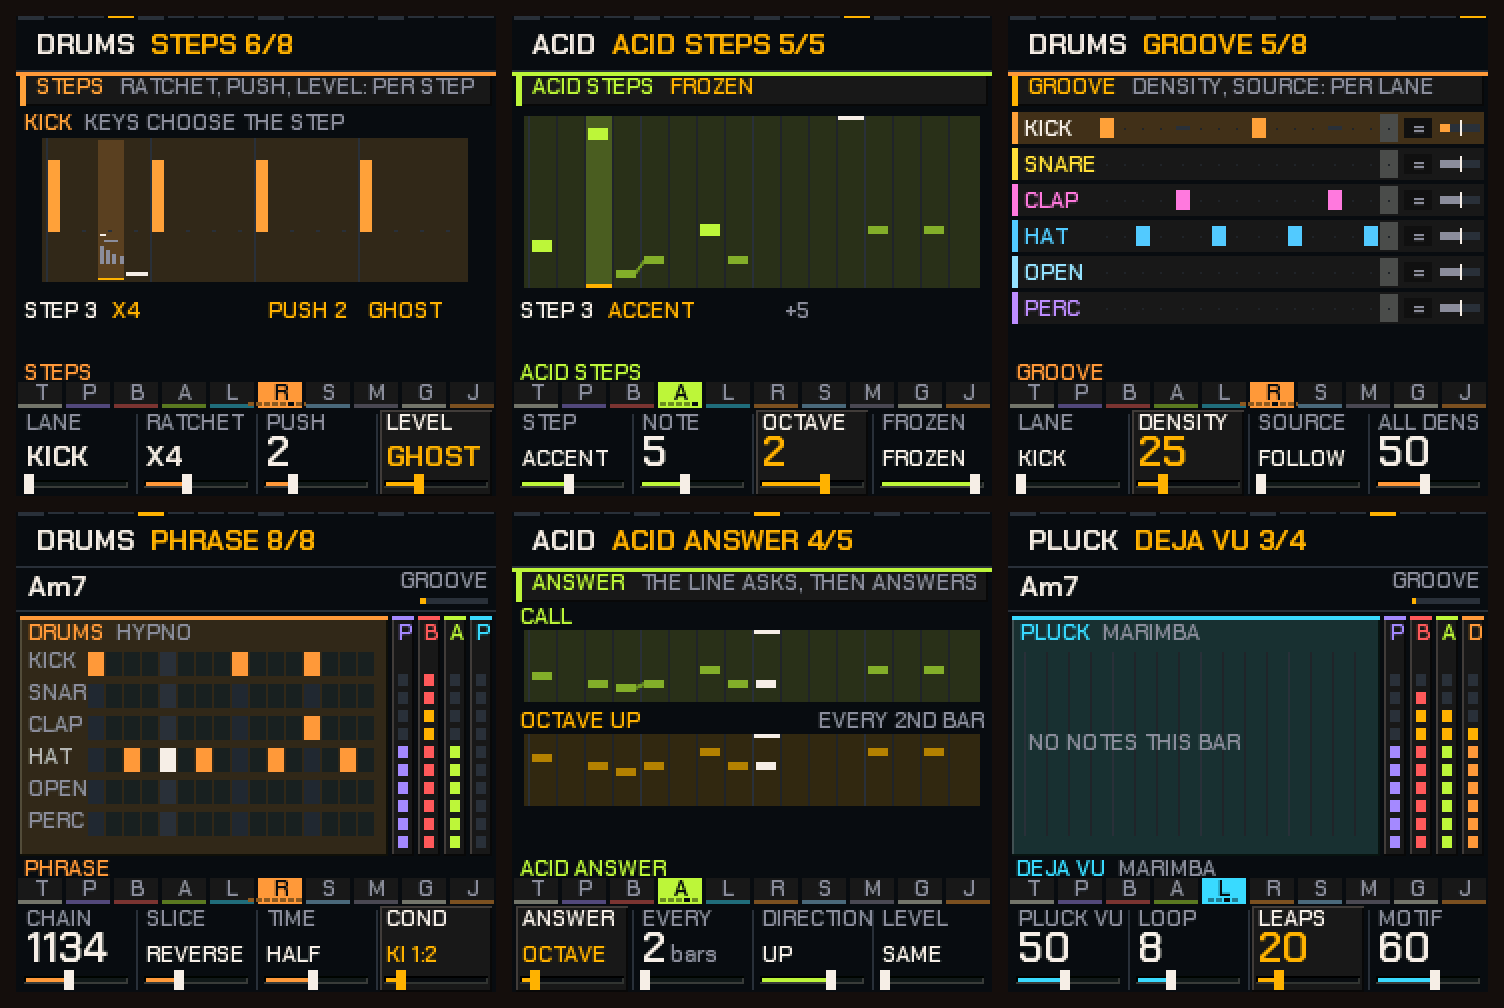 DRUMS STEPS 6/8
STEPS RATCHET, PUSH, LEVEL: PER STEP
KICK KEYS CHOOSE THE STEP
STEP 3 X4 PUSH 2 GHOST
STEPS
T P B A L R S M G J
LANE RATCHET PUSH LEVEL
KICK X4 2 GHOST
ACID ACID STEPS 5/5
ACID STEPS FROZEN
STEP 3 ACCENT +5
ACID STEPS
T P B A L R S M G J
STEP NOTE OCTAVE FROZEN
ACCENT 5 2 FROZEN
DRUMS GROOVE 5/8
GROOVE DENSITY, SOURCE: PER LANE
KICK =
SNARE =
CLAP =
HAT =
OPEN =
PERC =
GROOVE
T P B A L R S M G J
LANE DENSITY SOURCE ALL DENS
KICK 25 FOLLOW 50
DRUMS PHRASE 8/8
Am7 GROOVE
DRUMS HYPNO P B A P
KICK
SNAR
CLAP
HAT
OPEN
PERC
PHRASE
T P B A L R S M G J
CHAIN SLICE TIME COND
1134 REVERSE HALF KI 1:2
ACID ACID ANSWER 4/5
ANSWER THE LINE ASKS, THEN ANSWERS
CALL
OCTAVE UP EVERY 2ND BAR
ACID ANSWER
T P B A L R S M G J
ANSWER EVERY DIRECTION LEVEL
OCTAVE 2 bars UP SAME
PLUCK DEJA VU 3/4
Am7 GROOVE
PLUCK MARIMBA P B A D
NO NOTES THIS BAR
DEJA VU MARIMBA
T P B A L R S M G J
PLUCK VU LOOP LEAPS MOTIF
50 8 20 60